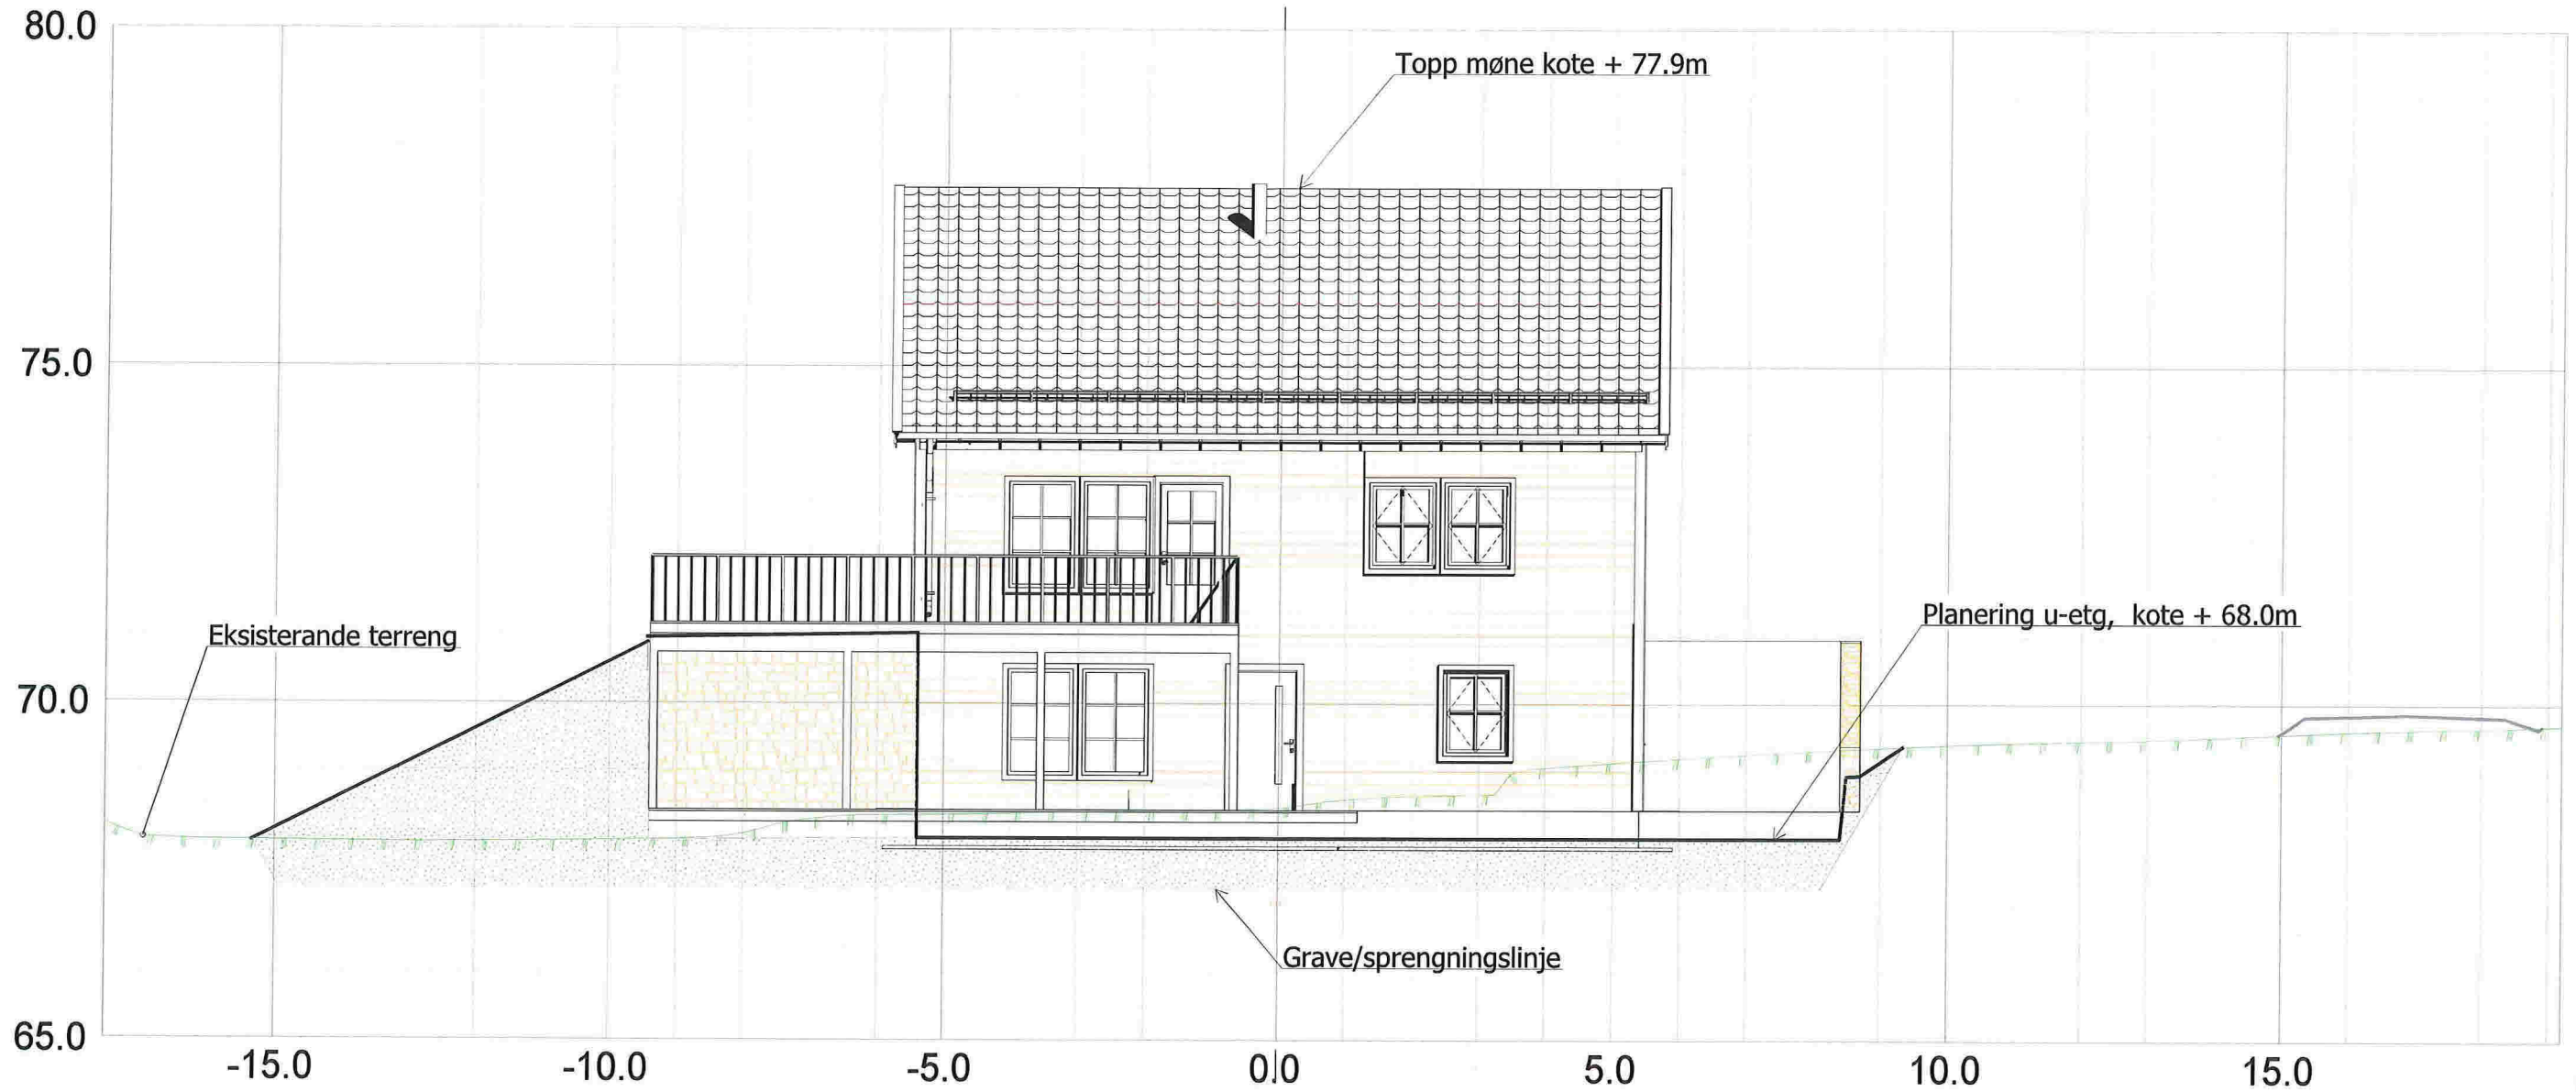 80.0
Topp møne kote + 77.9m
75.0
Eksisterande terreng
Planering u-etg, kote + 68.0m
70.0
Grave/sprengningslinje
65.0
-15.0 -10.0 -5.0 0.0 5.0 10.0 15.0